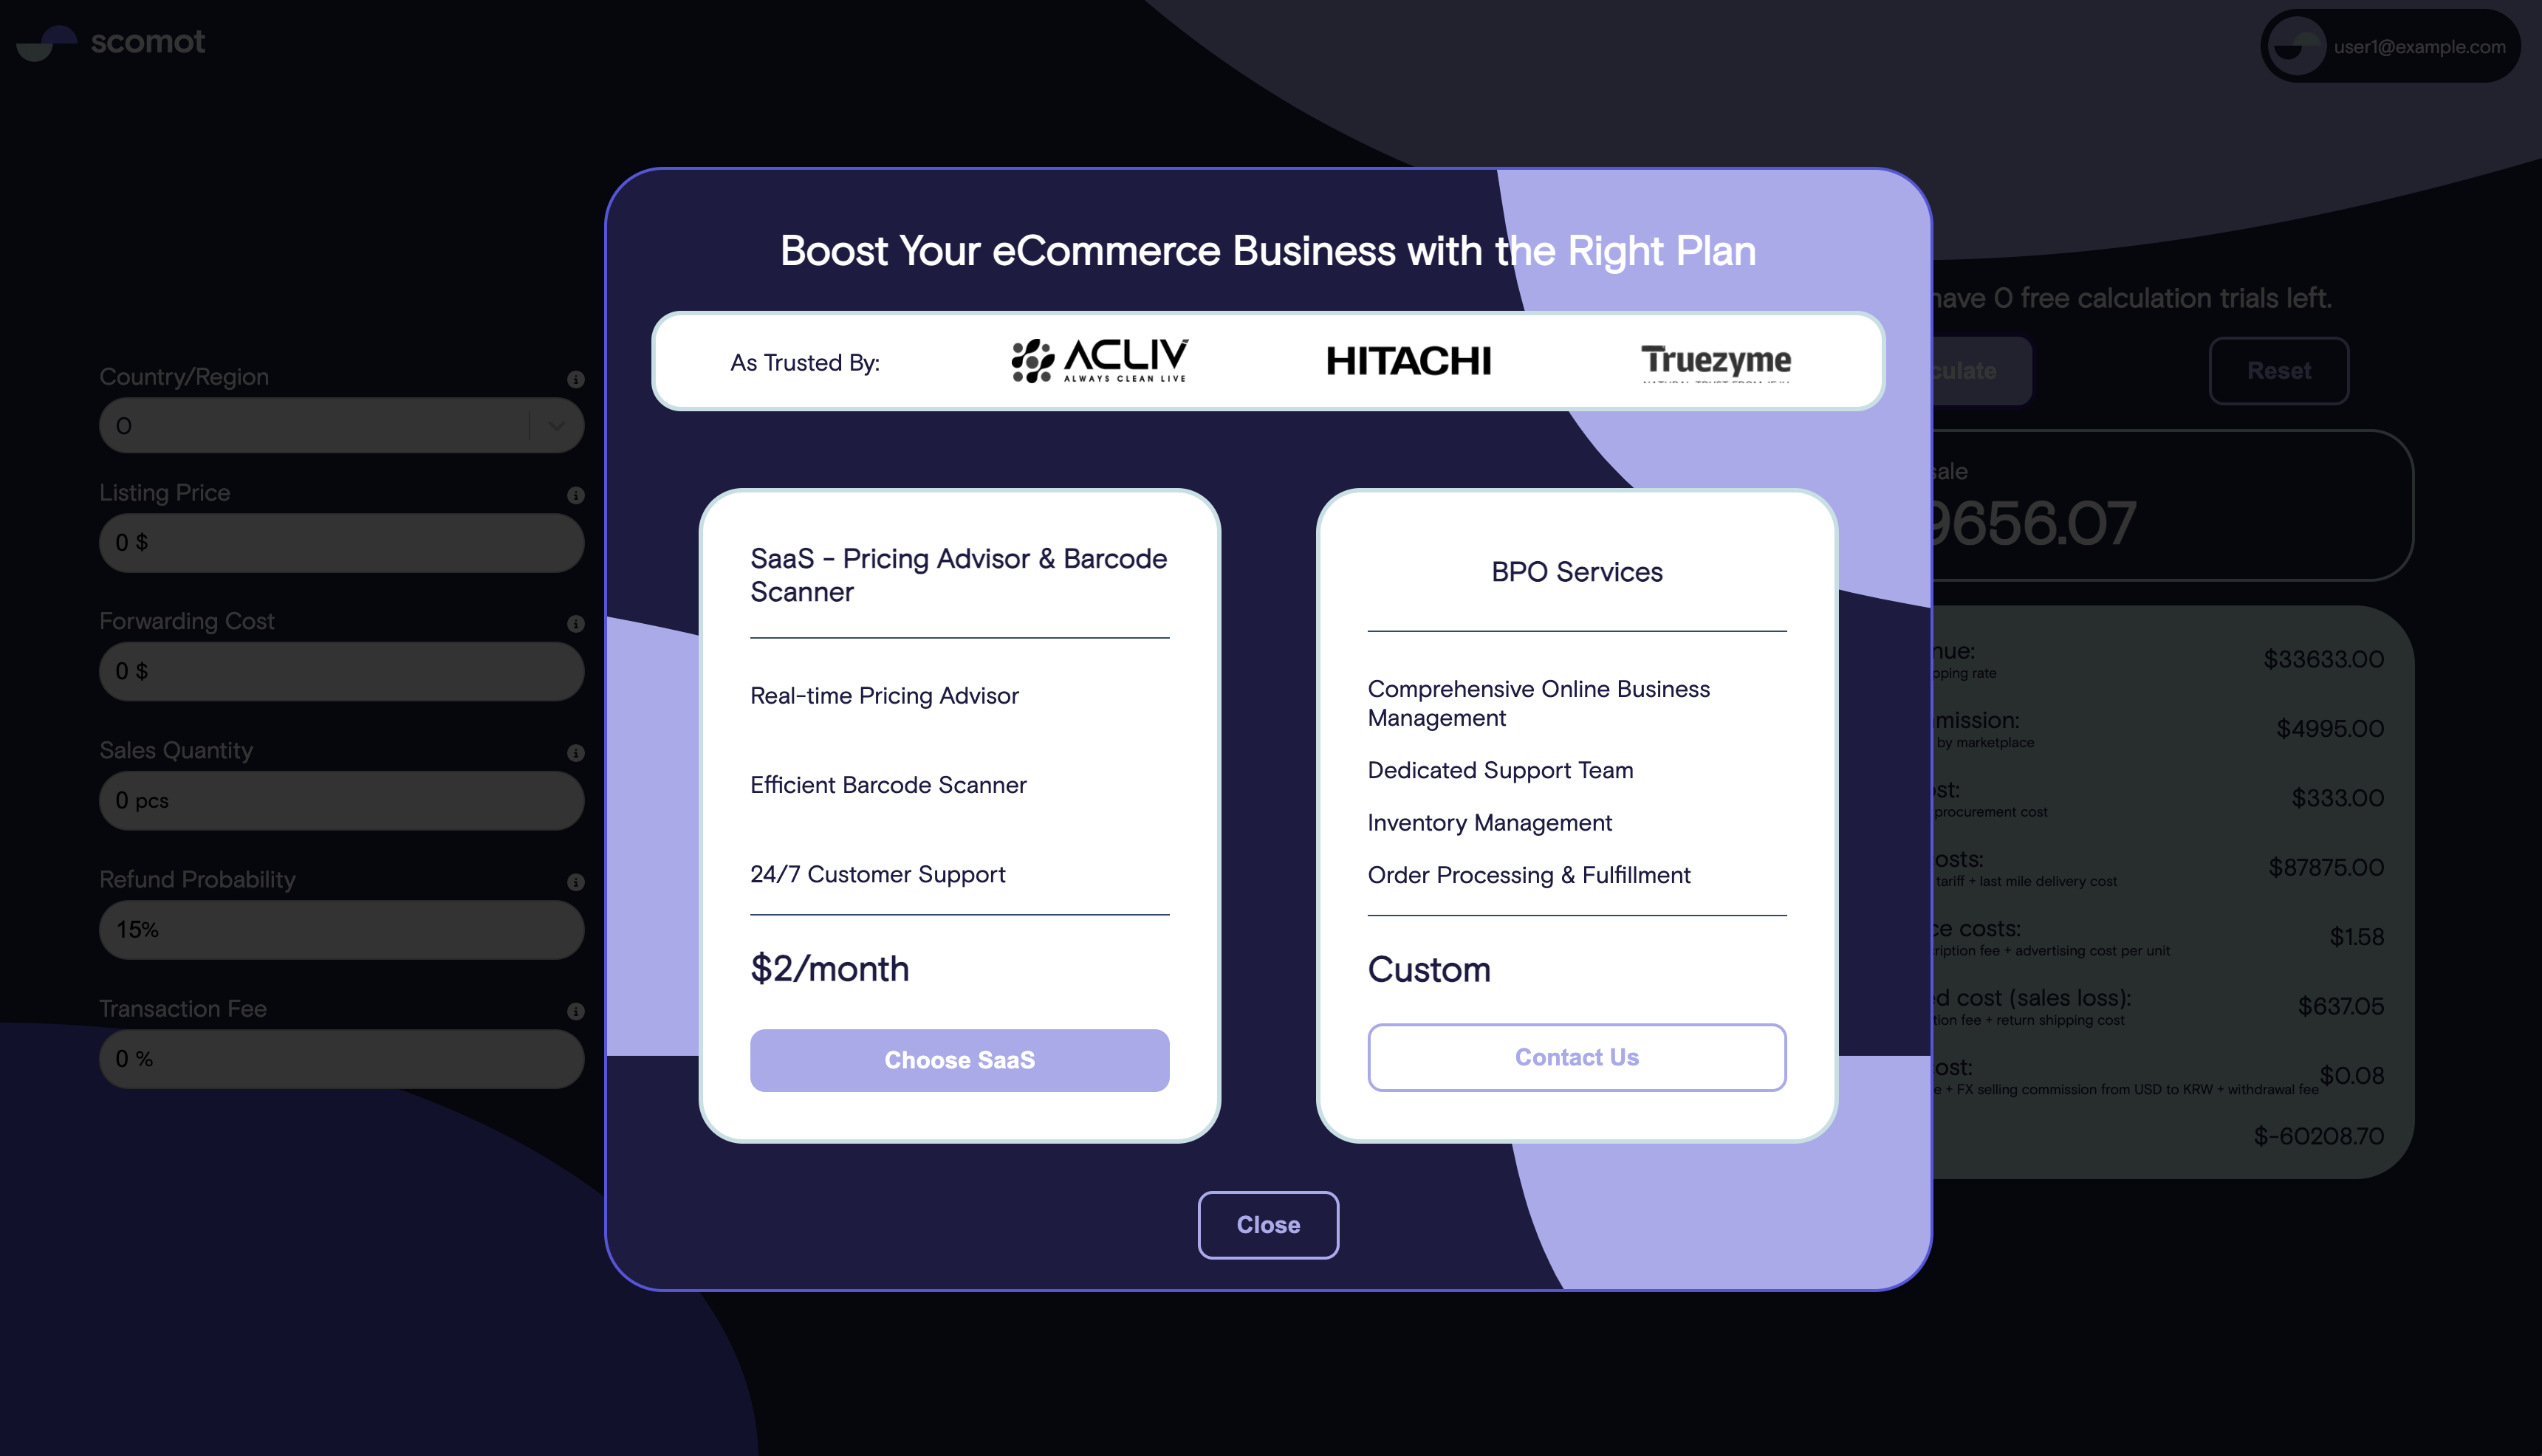 scomot
user1@example.com
Boost Your eCommerce Business with the Right Plan
As Trusted By:
ACLIV
ALWAYS CLEAN LIVE
HITACHI
Truezyme
have 0 free calculation trials left.
culate
Reset
Country/Region
O
Listing Price
0 $
Forwarding Cost
0 $
Sales Quantity
0 pcs
Refund Probability
15%
Transaction Fee
0 %
SaaS - Pricing Advisor & Barcode
Scanner
Real-time Pricing Advisor
Efficient Barcode Scanner
24/7 Customer Support
$2/month
Choose SaaS
BPO Services
Comprehensive Online Business
Management
Dedicated Support Team
Inventory Management
Order Processing & Fulfillment
Custom
Contact Us
Close
sale
9656.07
nue: $33633.00
pping rate
mission: $4995.00
by marketplace
ost: $333.00
procurement cost
osts: $87875.00
tariff + last mile delivery cost
ce costs: $1.58
ription fee + advertising cost per unit
d cost (sales loss): $637.05
tion fee + return shipping cost
ost: $0.08
e + FX selling commission from USD to KRW + withdrawal fee
$-60208.70